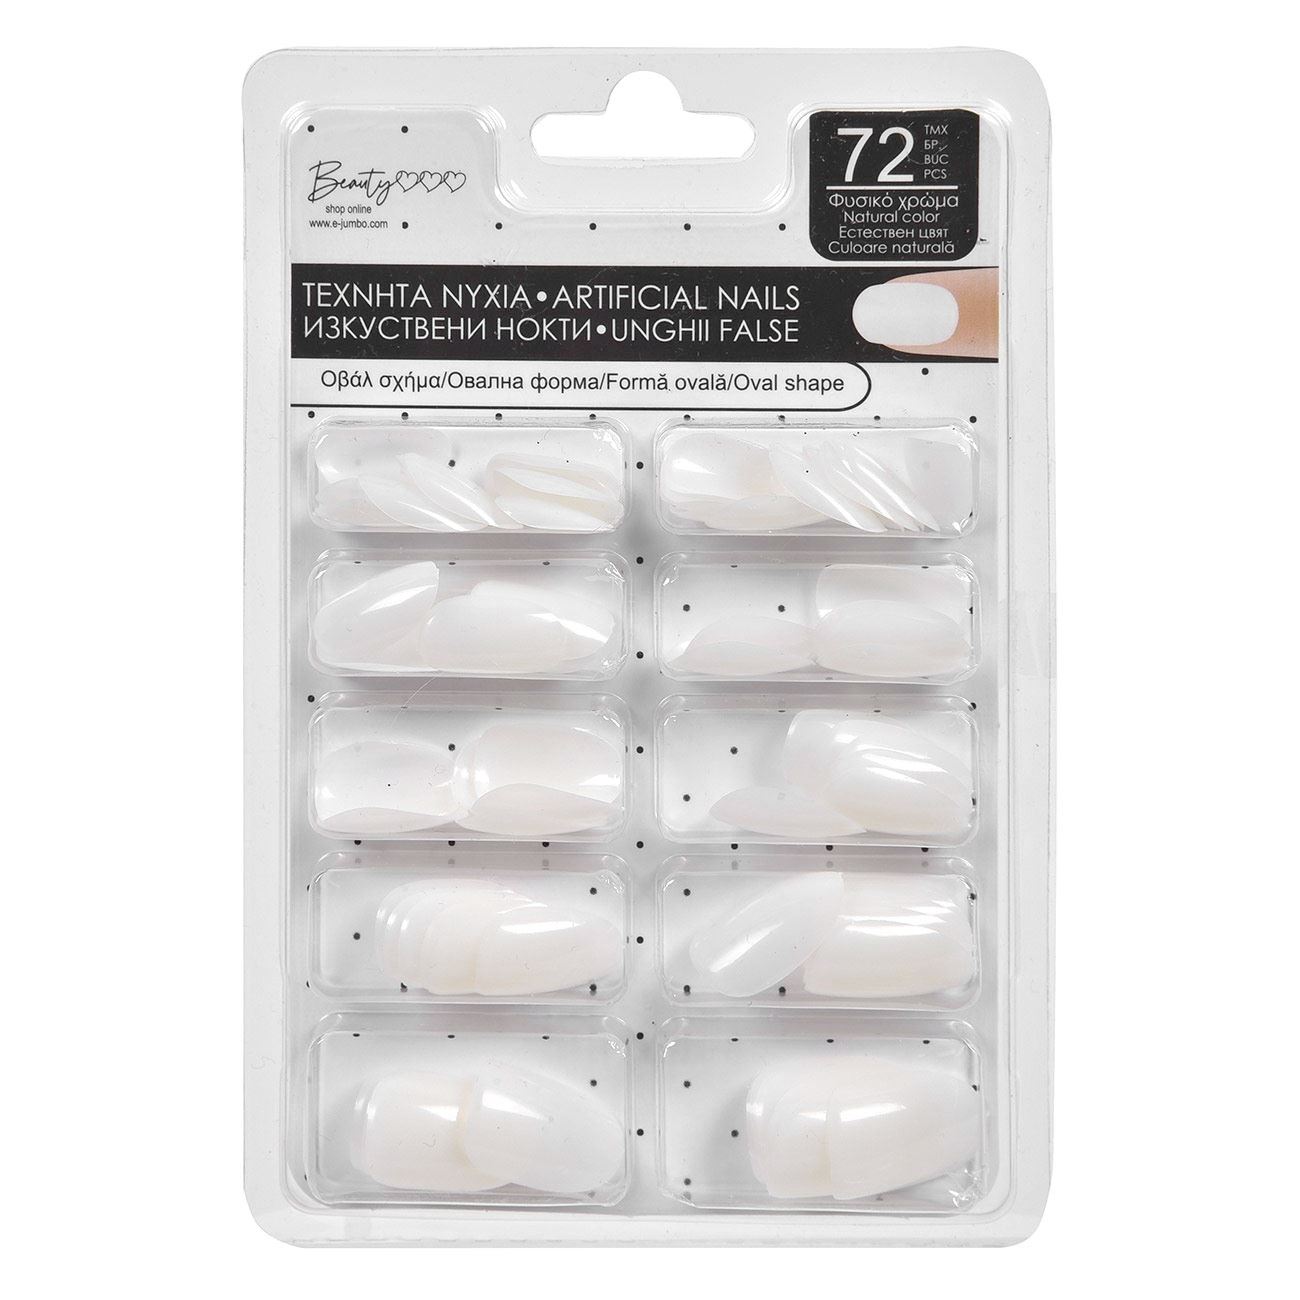 Beauty
shop online
www.e-jumbo.com
72
ΤΜΧ
БР.
BUC
PCS
Φυσικό χρώμα
Natural color
Естествен цвят
Culoare naturală
ΤΕΧΝΗΤΑ ΝΥΧΙΑ • ARTIFICIAL NAILS
ИЗКУСТВЕНИ НОКТИ • UNGHII FALSE
Οβάλ σχήμα/Овална форма/Formă ovală/Oval shape